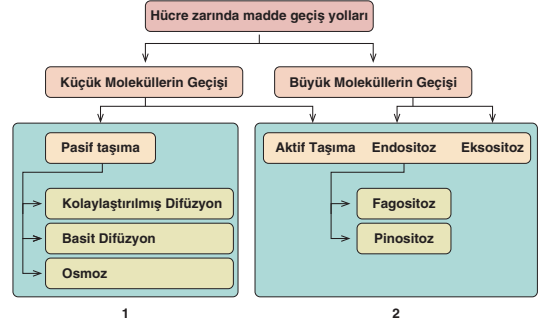 Hücre zarında madde geçiş yolları
Küçük Moleküllerin Geçişi
Büyük Moleküllerin Geçişi
Pasif taşıma
Aktif Taşıma
Endositoz
Eksositoz
Kolaylaştırılmış Difüzyon
Basit Difüzyon
Osmoz
Fagositoz
Pinositoz
1
2